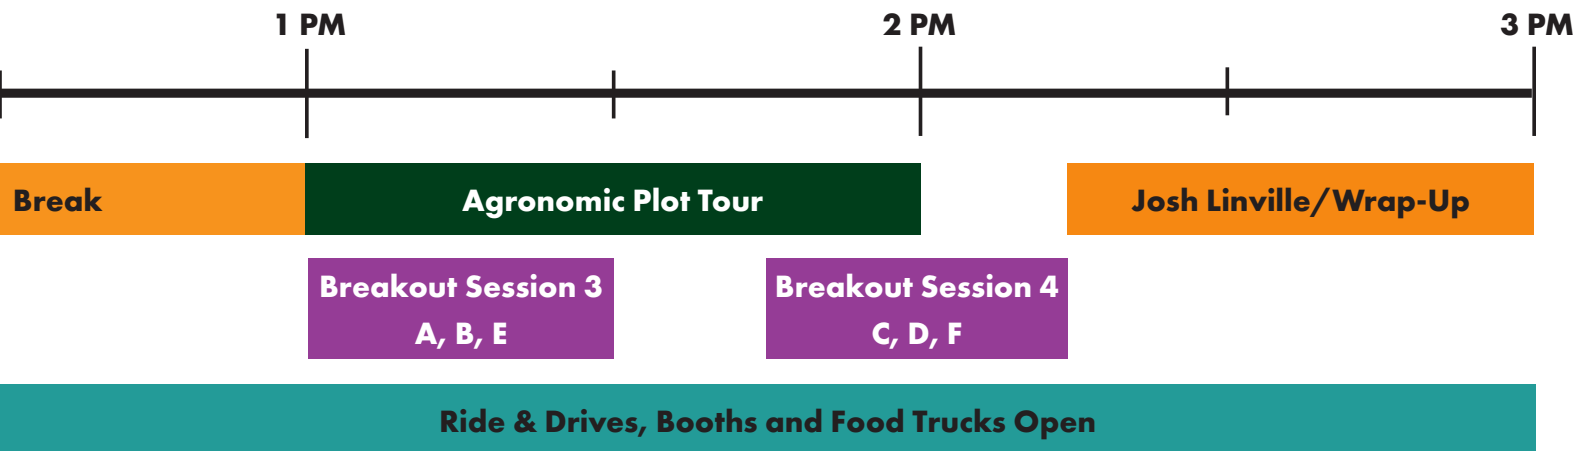 1 PM
2 PM
3 PM
Break
Agronomic Plot Tour
Josh Linville/Wrap-Up
Breakout Session 3
A, B, E
Breakout Session 4
C, D, F
Ride & Drives, Booths and Food Trucks Open